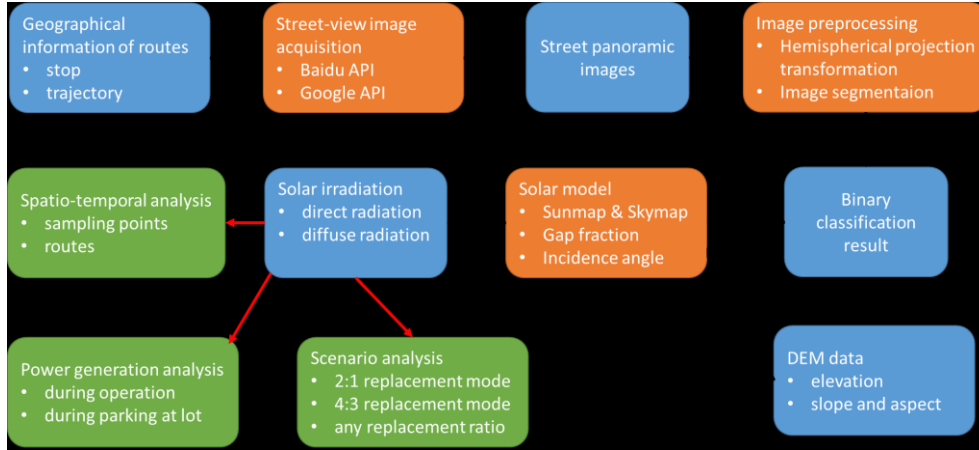 Geographical
information of routes
• stop
• trajectory
Street-view image
acquisition
• Baidu API
• Google API
Street panoramic
images
Image preprocessing
• Hemispherical projection
transformation
• Image segmentaion
Spatio-temporal analysis
• sampling points
• routes
Solar irradiation
• direct radiation
• diffuse radiation
Solar model
• Sunmap & Skymap
• Gap fraction
• Incidence angle
Binary
classification
result
Power generation analysis
• during operation
• during parking at lot
Scenario analysis
• 2:1 replacement mode
• 4:3 replacement mode
• any replacement ratio
DEM data
• elevation
• slope and aspect